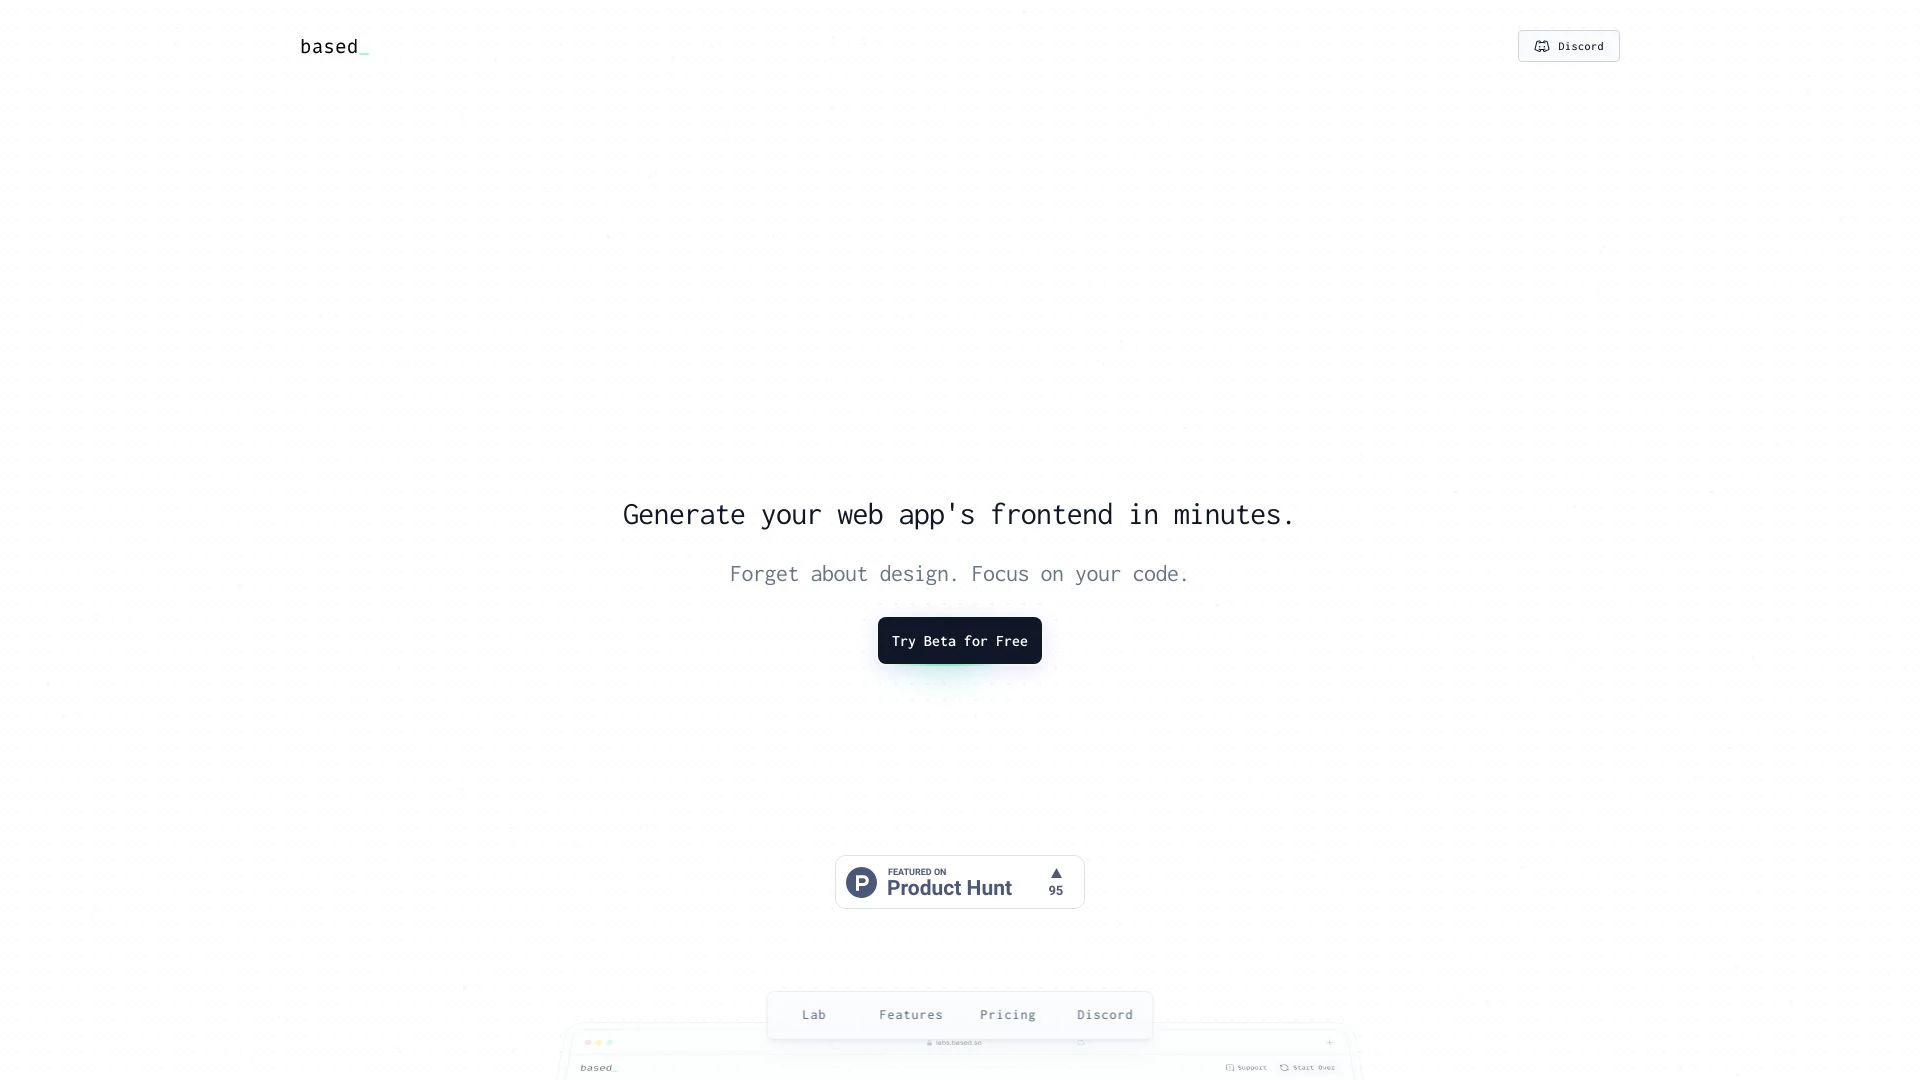 based_
Discord
Generate your web app's frontend in minutes.
Forget about design. Focus on your code.
Try Beta for Free
FEATURED ON
Product Hunt
95
Lab Features Pricing Discord
labs.based.so
based_
Support Start Over